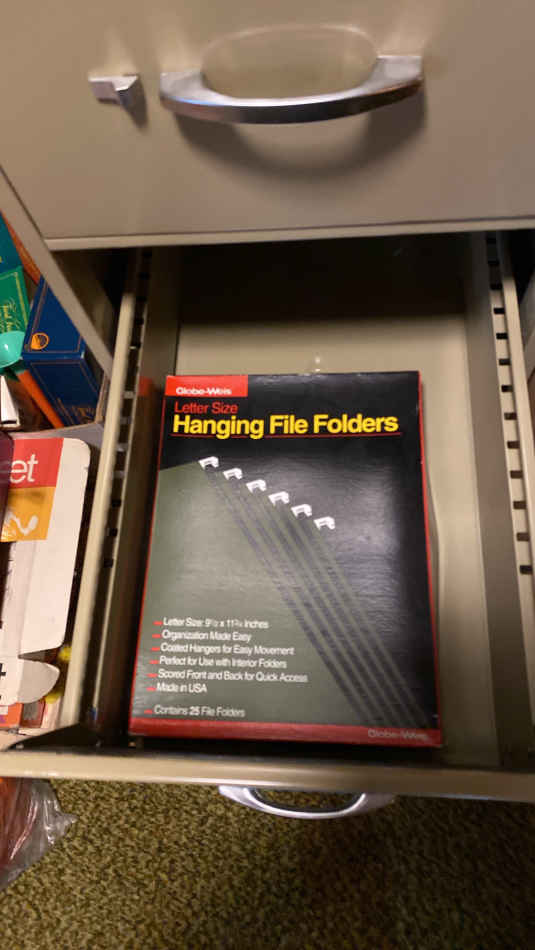 Globe-Weis
Letter Size
Hanging File Folders
Letter Size: 9½ x 11¾ Inches
Organization Made Easy
Coated Hangers for Easy Movement
Perfect for Use with Interior Folders
Scored Front and Back for Quick Access
Made in USA
Contains 25 File Folders
Globe-Weis
eet